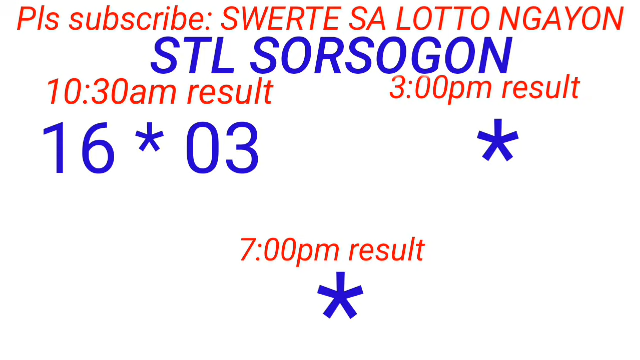 Pls subscribe: SWERTE SA LOTTO NGAYON
STL SORSOGON
10:30am result
16 * 03
3:00pm result
*
7:00pm result
*